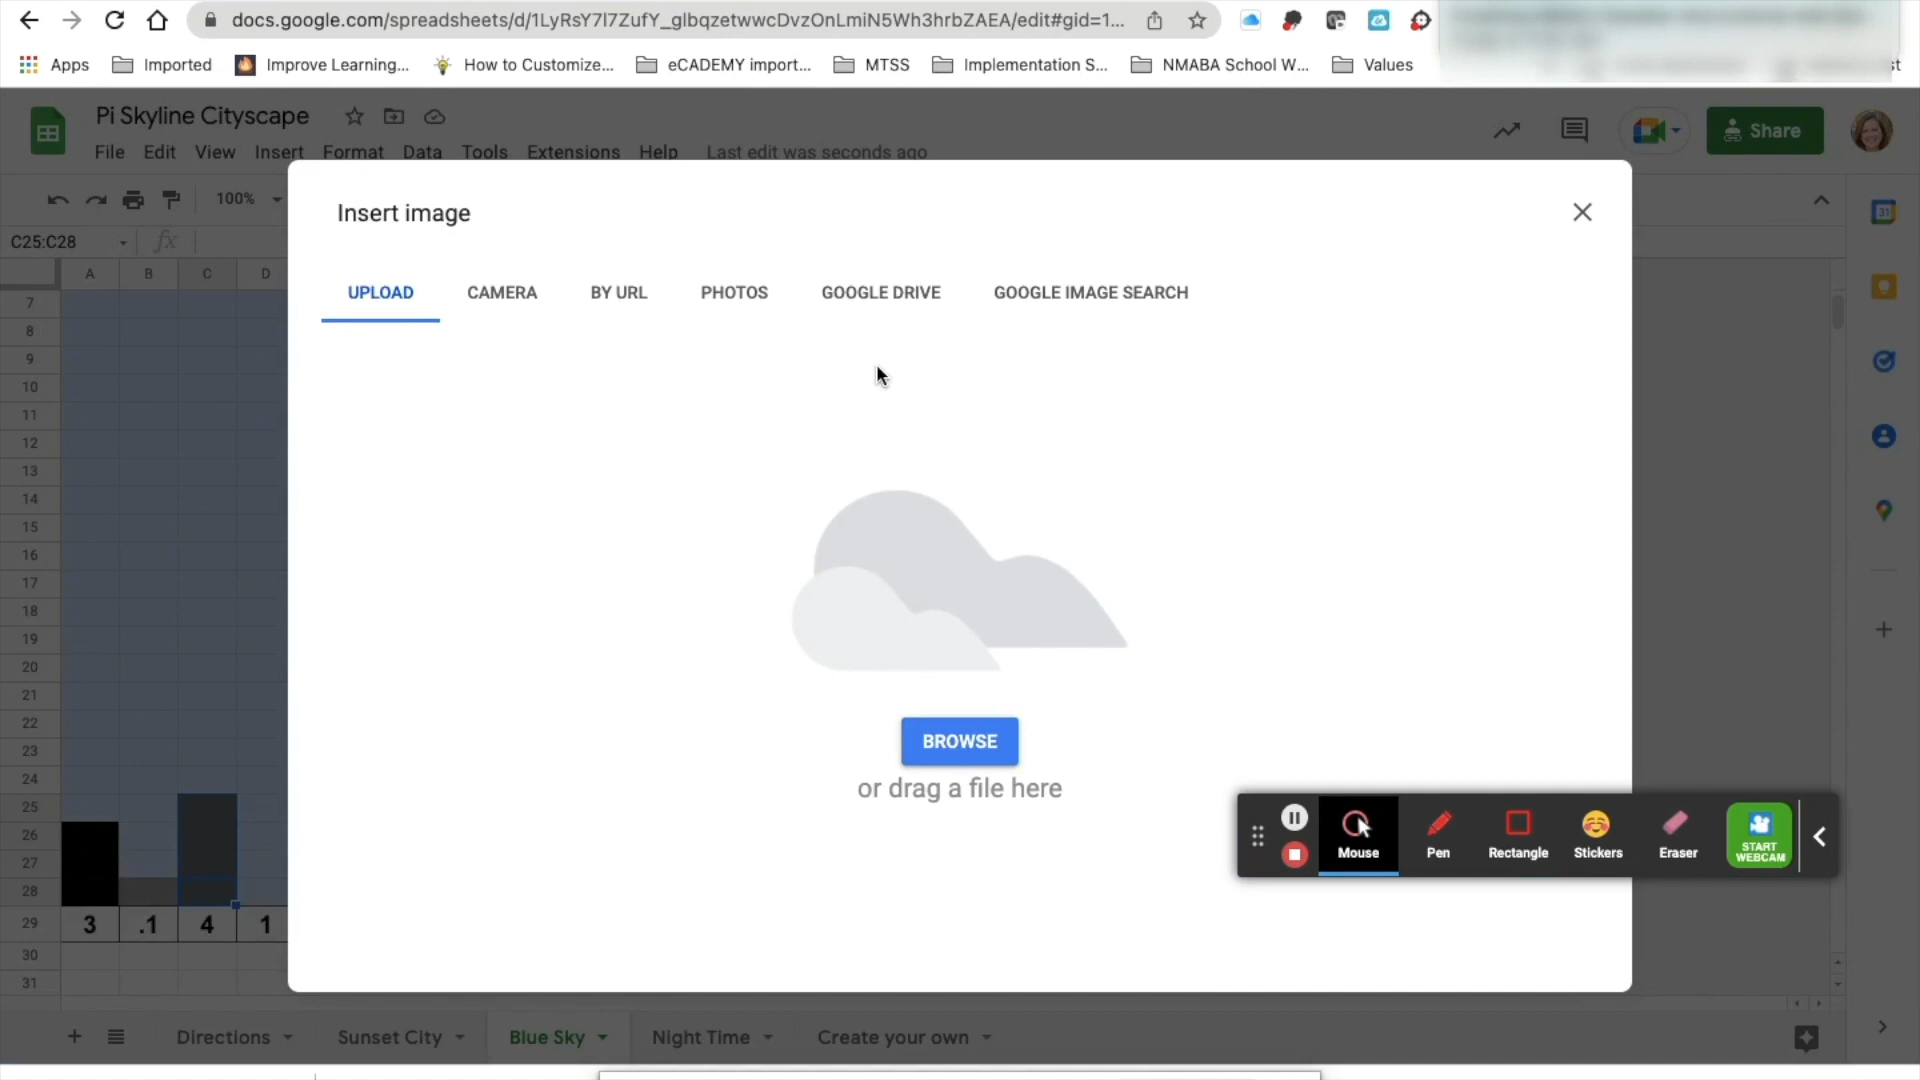 docs.google.com/spreadsheets/d/1LyRsY7l7ZufY_glbqzetwwcDvzOnLmiN5Wh3hrbZAEA/edit#gid=1...
Apps Imported Improve Learning... How to Customize... eCADEMY import... MTSS Implementation S... NMABA School W... Values
Pi Skyline Cityscape
Share
File Edit View Insert Format Data Tools Extensions Help Last edit was seconds ago
100%
Insert image
C25:C28 fx
A B C D
UPLOAD CAMERA BY URL PHOTOS GOOGLE DRIVE GOOGLE IMAGE SEARCH
31
7
8
9
10
11
12
13
14
15
16
17
18
19
20
21
22
23
24
25
26
27
28
29 3 .1 4 1
30
31
BROWSE
or drag a file here
Mouse Pen Rectangle Stickers Eraser
START
WEBCAM
Directions Sunset City Blue Sky Night Time Create your own